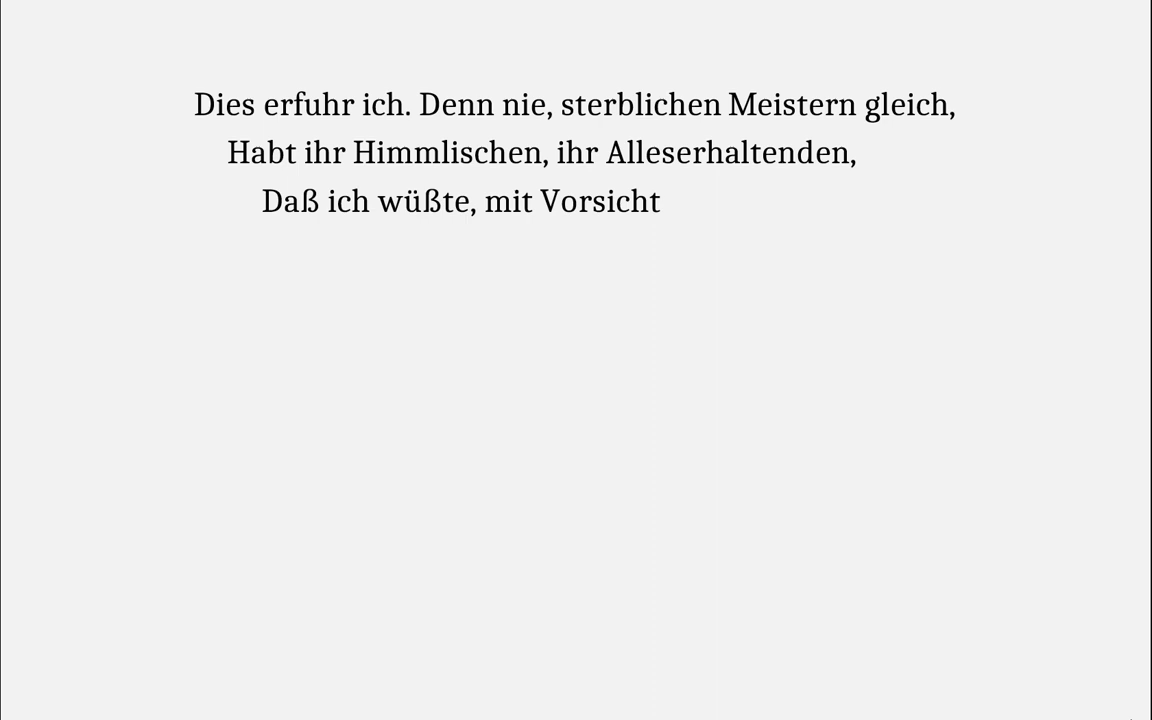 Dies erfuhr ich. Denn nie, sterblichen Meistern gleich,
Habt ihr Himmlischen, ihr Alleserhaltenden,
Daß ich wüßte, mit Vorsicht